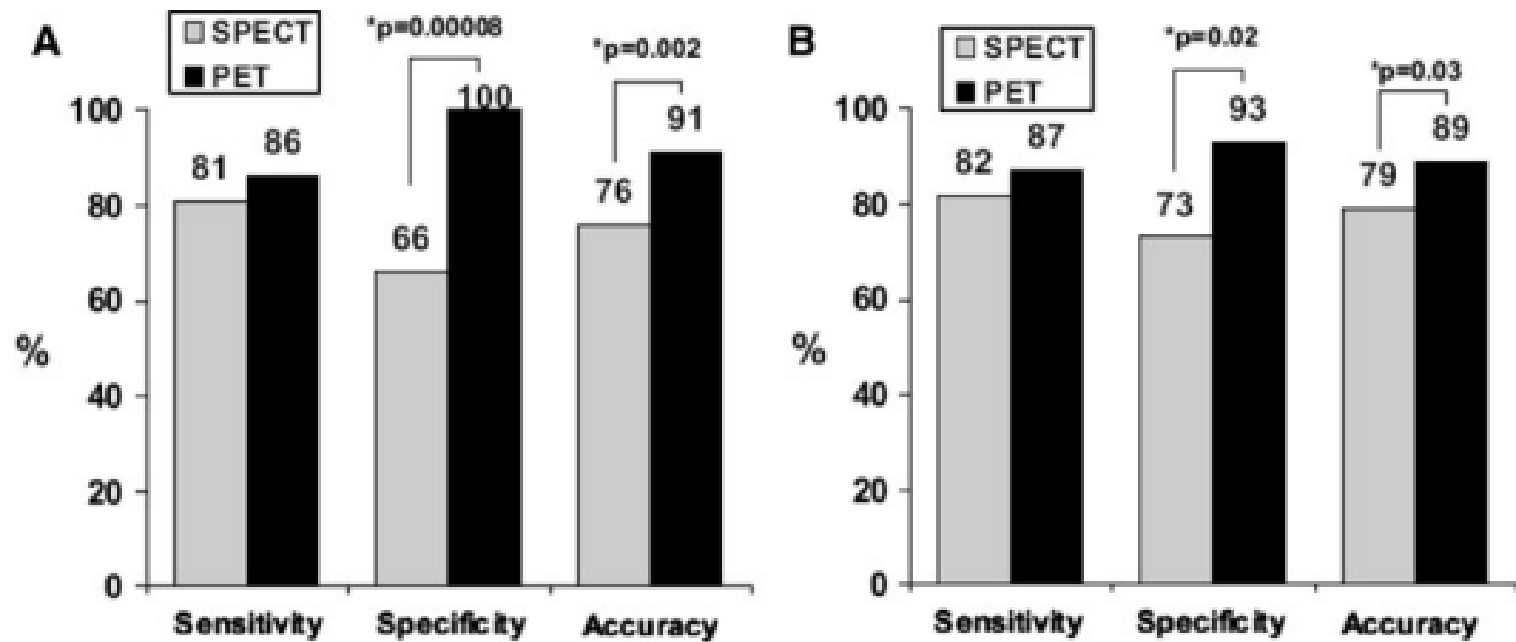 A
SPECT
PET
*p=0.00008
*p=0.002
100
80
60
40
20
0
%
81
86
66
100
76
91
Sensitivity
Specificity
Accuracy
B
SPECT
PET
*p=0.02
*p=0.03
100
80
60
40
20
0
%
82
87
73
93
79
89
Sensitivity
Specificity
Accuracy